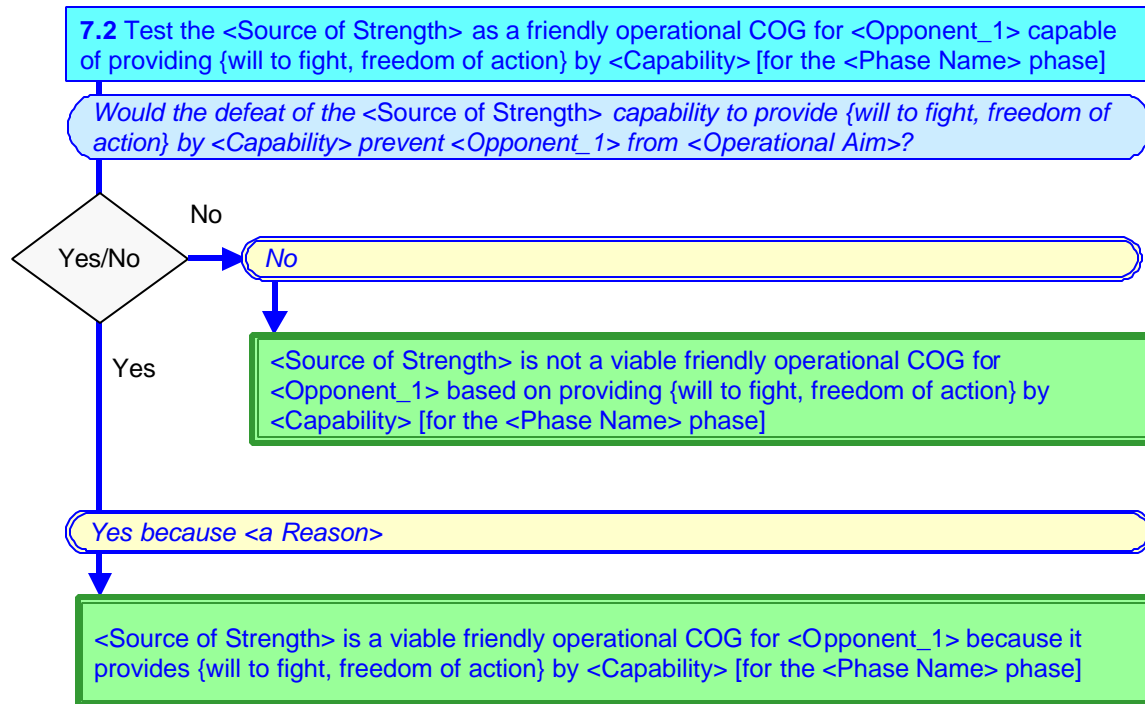 7.2 Test the <Source of Strength> as a friendly operational COG for <Opponent_1> capable
of providing {will to fight, freedom of action} by <Capability> [for the <Phase Name> phase]
Would the defeat of the <Source of Strength> capability to provide {will to fight, freedom of
action} by <Capability> prevent <Opponent_1> from <Operational Aim>?
No
Yes/No
No
Yes
<Source of Strength> is not a viable friendly operational COG for
<Opponent_1> based on providing {will to fight, freedom of action} by
<Capability> [for the <Phase Name> phase]
Yes because <a Reason>
<Source of Strength> is a viable friendly operational COG for <Opponent_1> because it
provides {will to fight, freedom of action} by <Capability> [for the <Phase Name> phase]